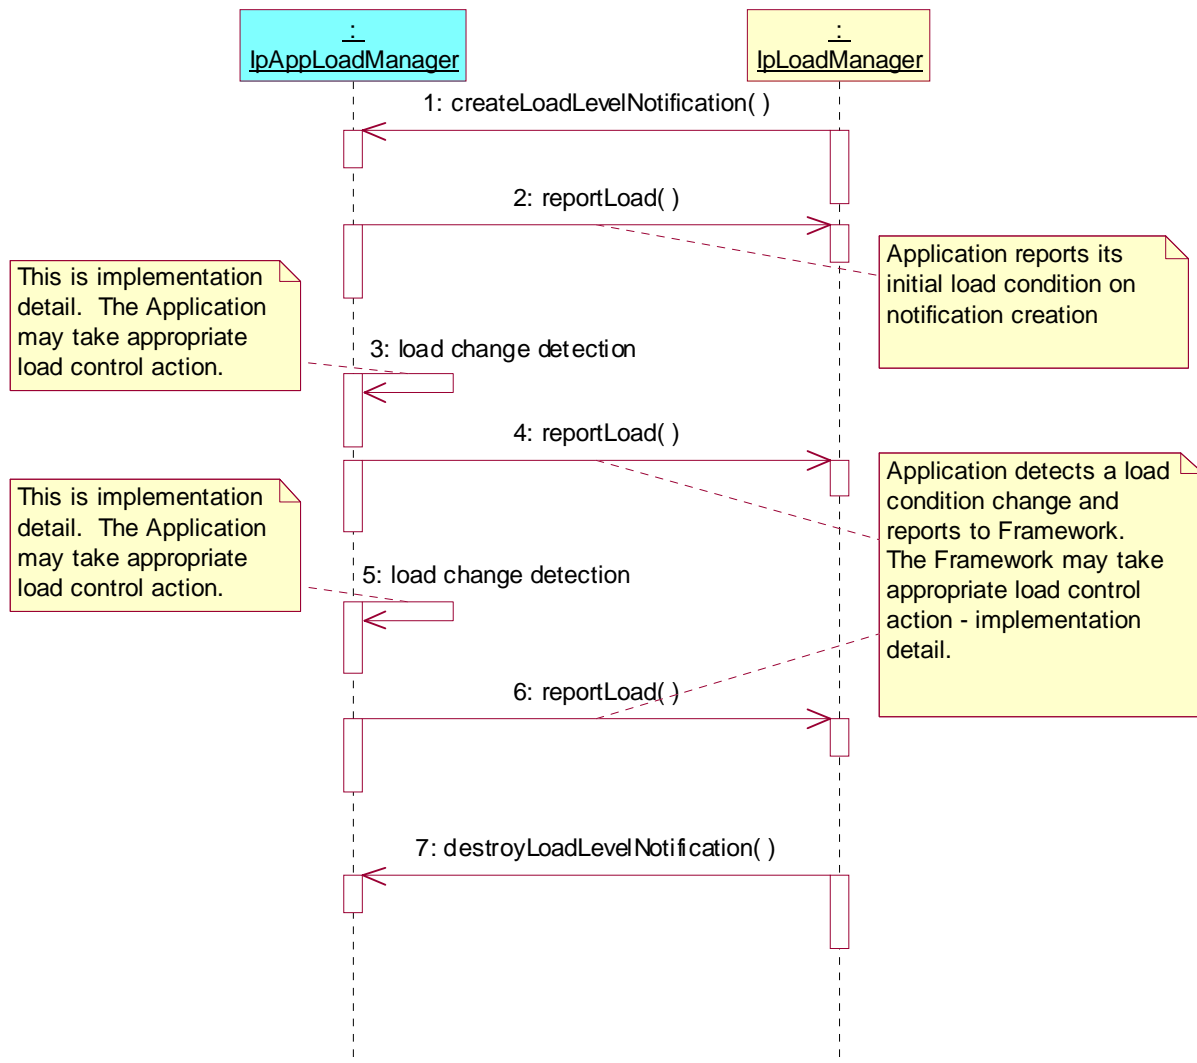 :
IpAppLoadManager
:
IpLoadManager
1: createLoadLevelNotification( )
2: reportLoad( )
Application reports its
initial load condition on
notification creation
This is implementation
detail.  The Application
may take appropriate
load control action.
3: load change detection
4: reportLoad( )
Application detects a load
condition change and
reports to Framework.
The Framework may take
appropriate load control
action - implementation
detail.
This is implementation
detail.  The Application
may take appropriate
load control action.
5: load change detection
6: reportLoad( )
7: destroyLoadLevelNotification( )